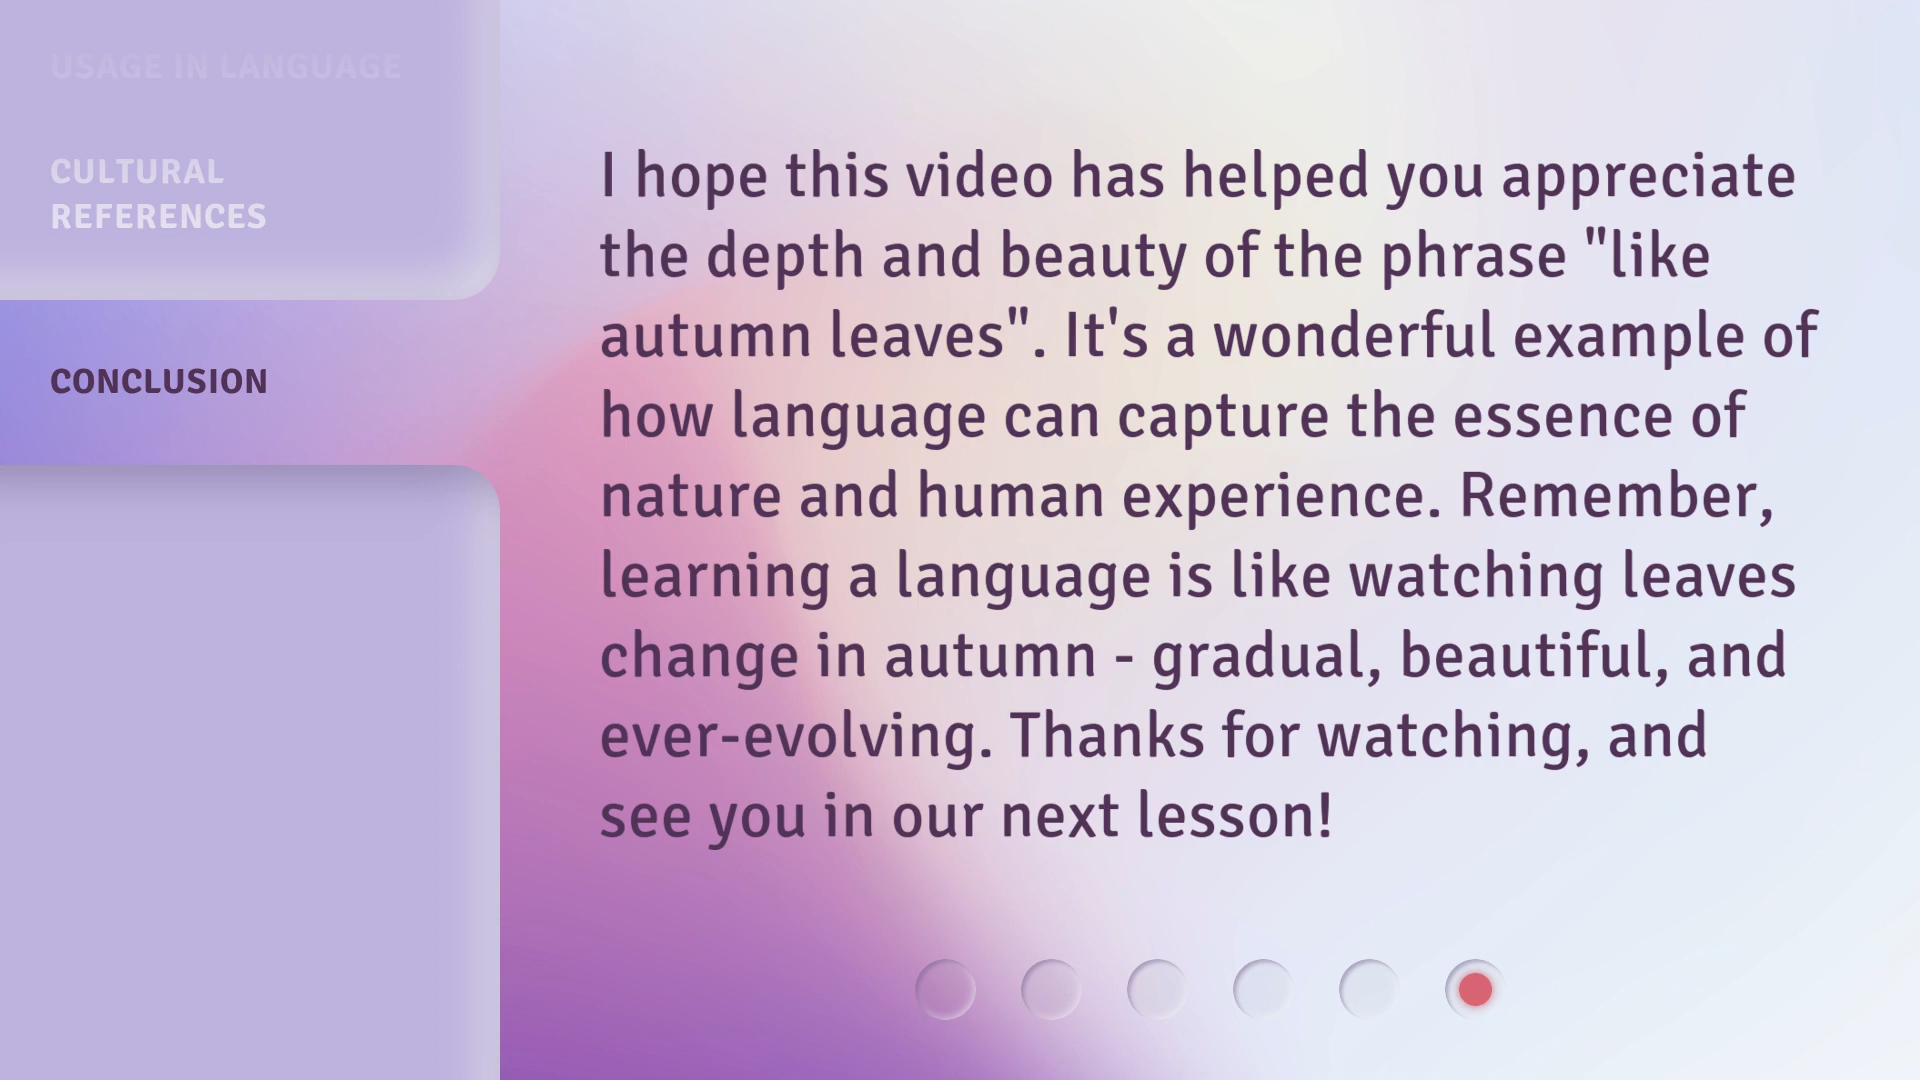 USAGE IN LANGUAGE
CULTURAL
REFERENCES
CONCLUSION
I hope this video has helped you appreciate
the depth and beauty of the phrase "like
autumn leaves". It's a wonderful example of
how language can capture the essence of
nature and human experience. Remember,
learning a language is like watching leaves
change in autumn - gradual, beautiful, and
ever-evolving. Thanks for watching, and
see you in our next lesson!